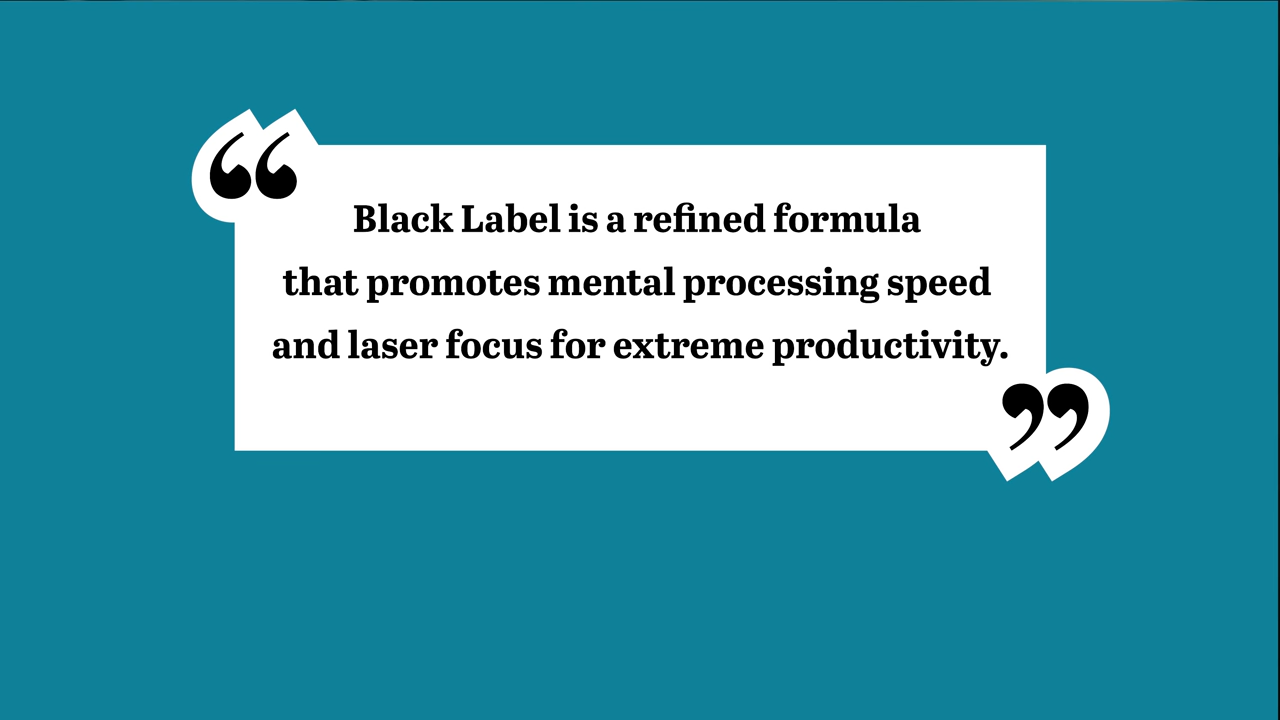 “
Black Label is a refined formula
that promotes mental processing speed
and laser focus for extreme productivity.
”